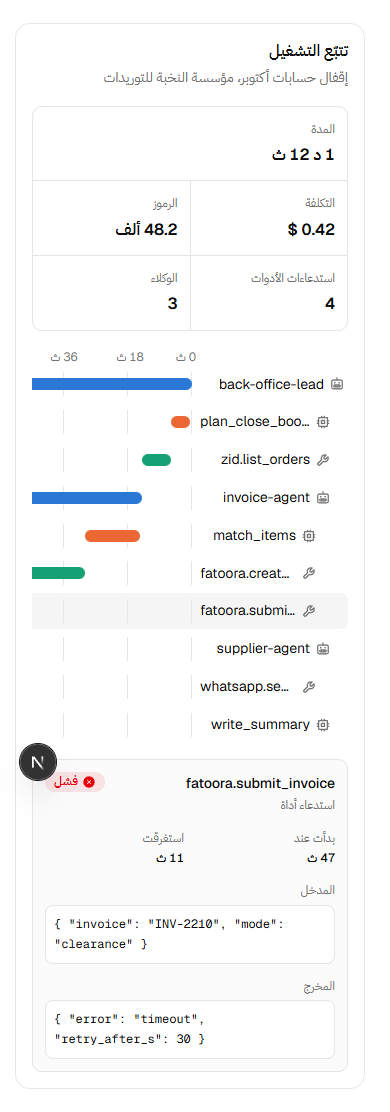 تتبّع التشغيل
إقفال حسابات أكتوبر، مؤسسة النخبة للتوريدات
المدة
1 د 12 ث
التكلفة
0.42 $
الرموز
48.2 ألف
استدعاءات الأدوات
4
الوكلاء
3
0 ث
18 ث
36 ث
back-office-lead
plan_close_boo...
zid.list_orders
invoice-agent
match_items
fatoora.creat...
fatoora.submi...
supplier-agent
whatsapp.se...
write_summary
N
fatoora.submit_invoice
فشل
استدعاء أداة
بدأت عند
47 ث
استغرقت
11 ث
المدخل
{ "invoice": "INV-2210", "mode":
"clearance" }
المخرج
{ "error": "timeout",
"retry_after_s": 30 }